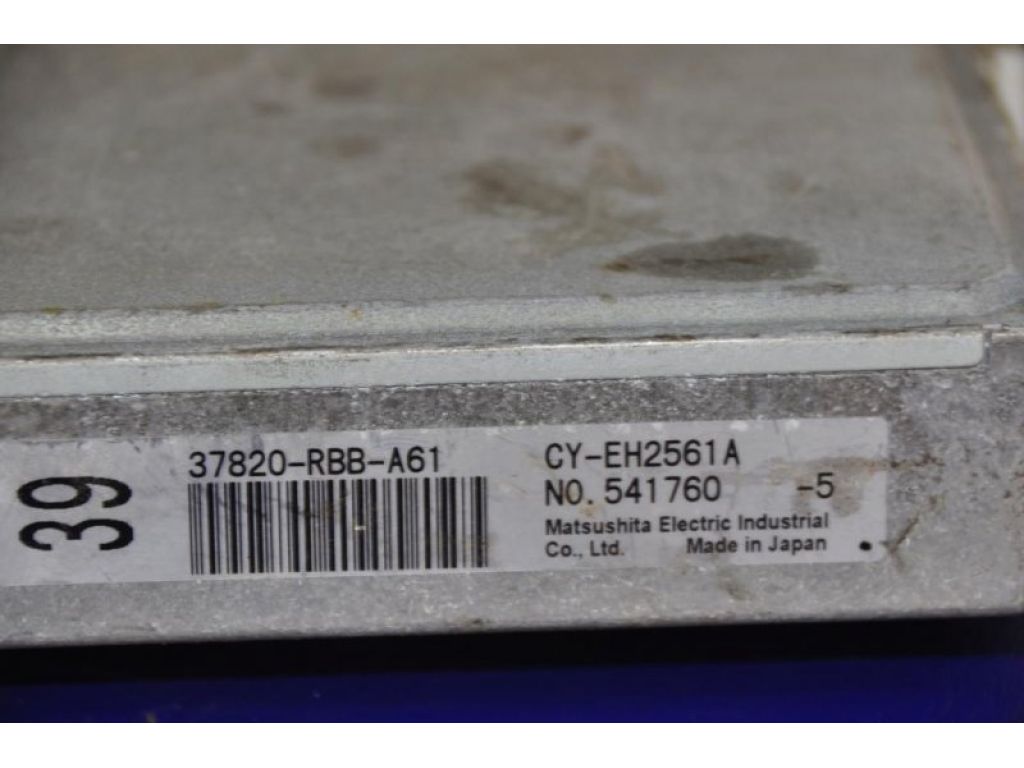 39
37820-RBB-A61
CY-EH2561A
NO. 541760 -5
Matsushita Electric Industrial
Co., Ltd. Made in Japan